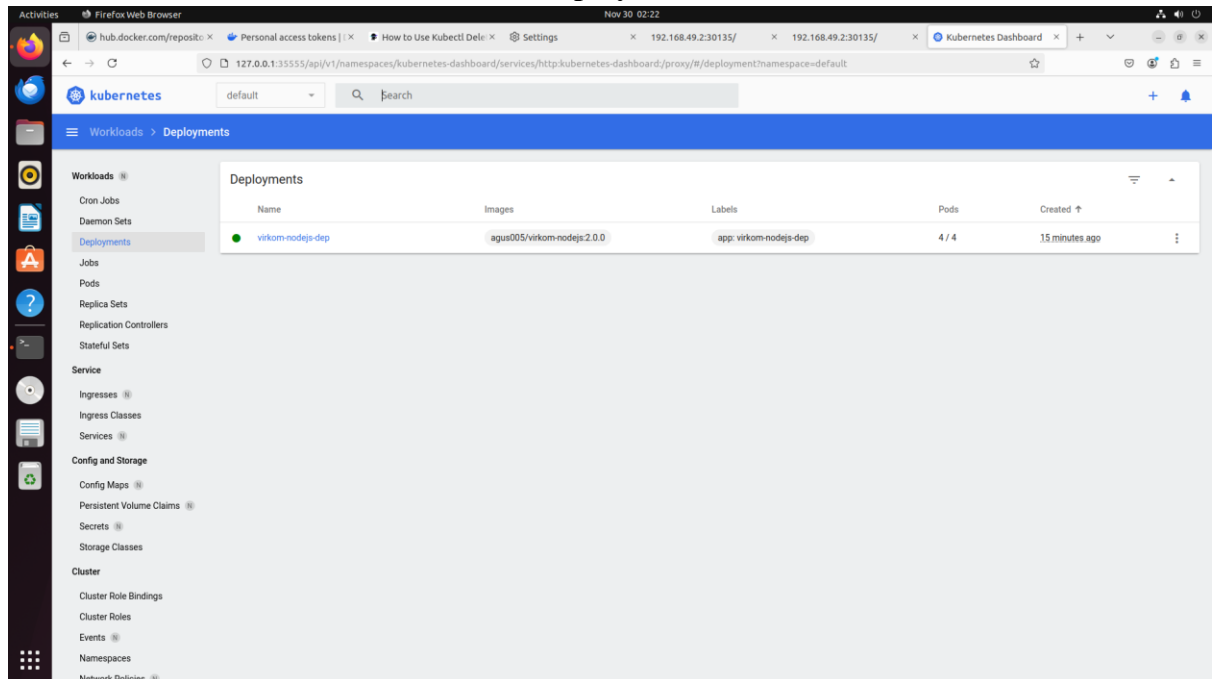 Activities Firefox Web Browser Nov 30 02:22
hub.docker.com/reposito Personal access tokens | How to Use Kubectl Dele Settings 192.168.49.2:30135/ 192.168.49.2:30135/ Kubernetes Dashboard
127.0.0.1:35555/api/v1/namespaces/kubernetes-dashboard/services/http:kubernetes-dashboard:/proxy/#/deployment?namespace=default
kubernetes default Search
Workloads > Deployments
Workloads N
Cron Jobs
Daemon Sets
Deployments
Jobs
Pods
Replica Sets
Replication Controllers
Stateful Sets
Service
Ingresses N
Ingress Classes
Services N
Config and Storage
Config Maps N
Persistent Volume Claims N
Secrets N
Storage Classes
Cluster
Cluster Role Bindings
Cluster Roles
Events N
Namespaces
Network Policies N
Deployments
Name Images Labels Pods Created
virkom-nodejs-dep agus005/virkom-nodejs:2.0.0 app: virkom-nodejs-dep 4 / 4 15 minutes ago